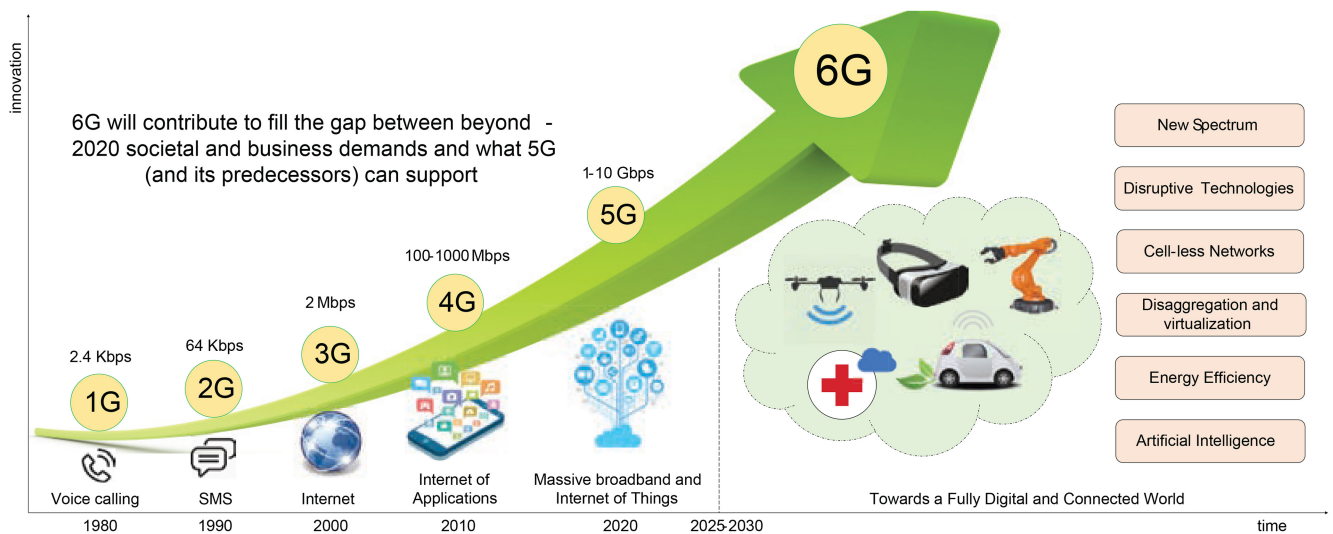 innovation
6G will contribute to fill the gap between beyond -
2020 societal and business demands and what 5G
(and its predecessors) can support
6G
1-10 Gbps
5G
100-1000 Mbps
4G
2 Mbps
3G
64 Kbps
2G
2.4 Kbps
1G
New Spectrum
Disruptive Technologies
Cell-less Networks
Disaggregation and
virtualization
Energy Efficiency
Artificial Intelligence
Voice calling
SMS
Internet
Internet of
Applications
Massive broadband and
Internet of Things
Towards a Fully Digital and Connected World
1980
1990
2000
2010
2020
2025-2030
time